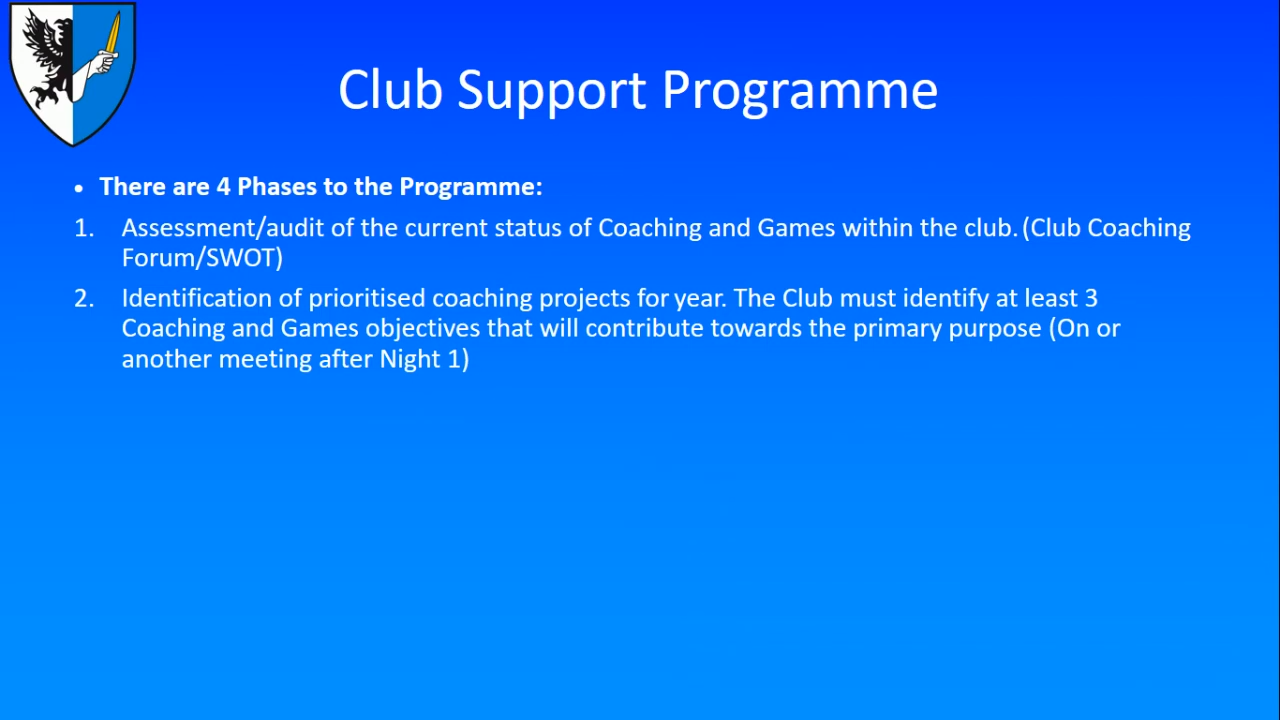 Club Support Programme
• There are 4 Phases to the Programme:
1. Assessment/audit of the current status of Coaching and Games within the club. (Club Coaching
Forum/SWOT)
2. Identification of prioritised coaching projects for year. The Club must identify at least 3
Coaching and Games objectives that will contribute towards the primary purpose (On or
another meeting after Night 1)